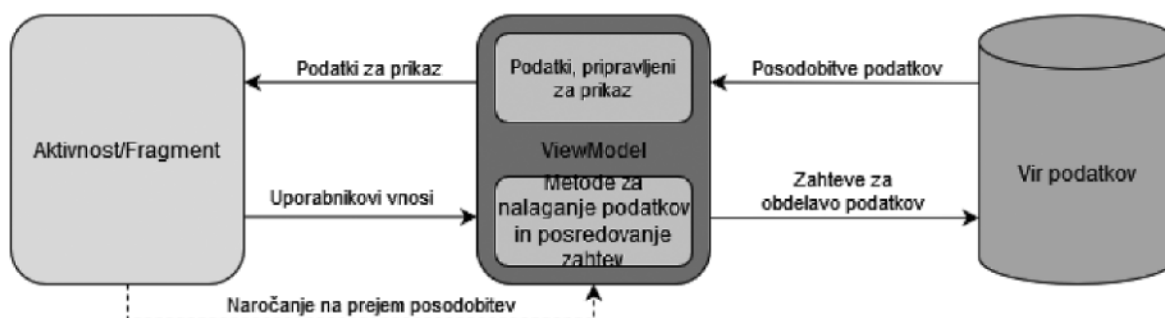 Aktivnost/Fragment
Podatki za prikaz
Uporabnikovi vnosi
Naročanje na prejem posodobitev
Podatki, pripravljeni
za prikaz
ViewModel
Metode za
nalaganje podatkov
in posredovanje
zahtev
Posodobitve podatkov
Zahteve za
obdelavo podatkov
Vir podatkov